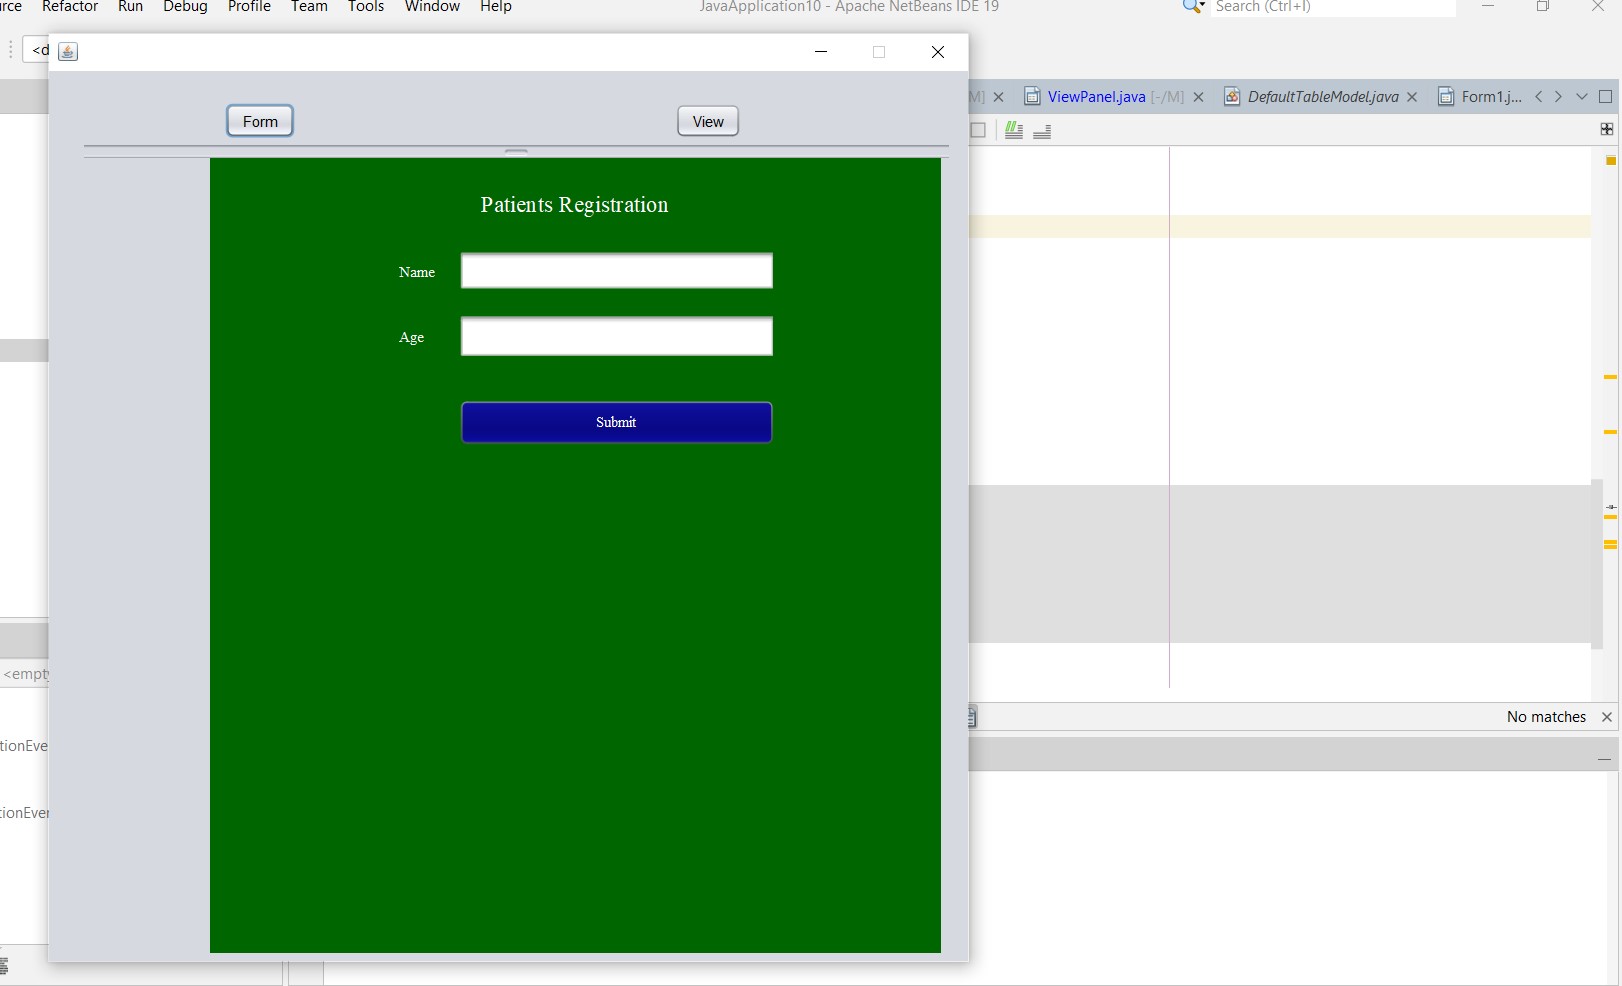 rce Refactor Run Debug Profile Team Tools Window Help JavaApplication10 - Apache NetBeans IDE 19 Search (Ctrl+I)
<d
M] ViewPanel.java [-/M] DefaultTableModel.java Form1.j...
Form View
Patients Registration
Name
Age
Submit
<empty
No matches
tionEve
tionEver